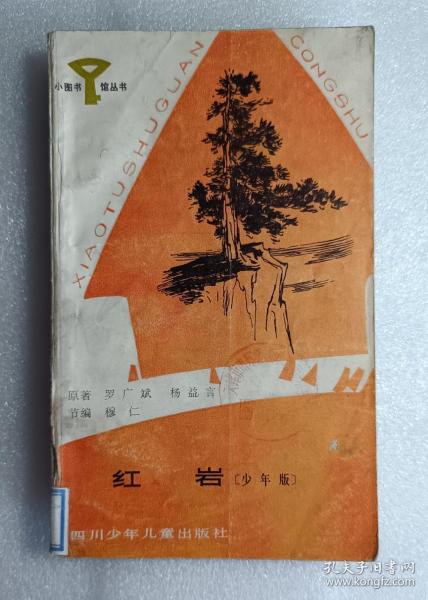 小图书
馆丛书
XIAOTUSHUGUAN
CONGSHU
原著 罗广斌 杨益言
节编 穆仁
红岩〔少年版〕
四川少年儿童出版社
孔夫子旧书网
www.kongfz.com